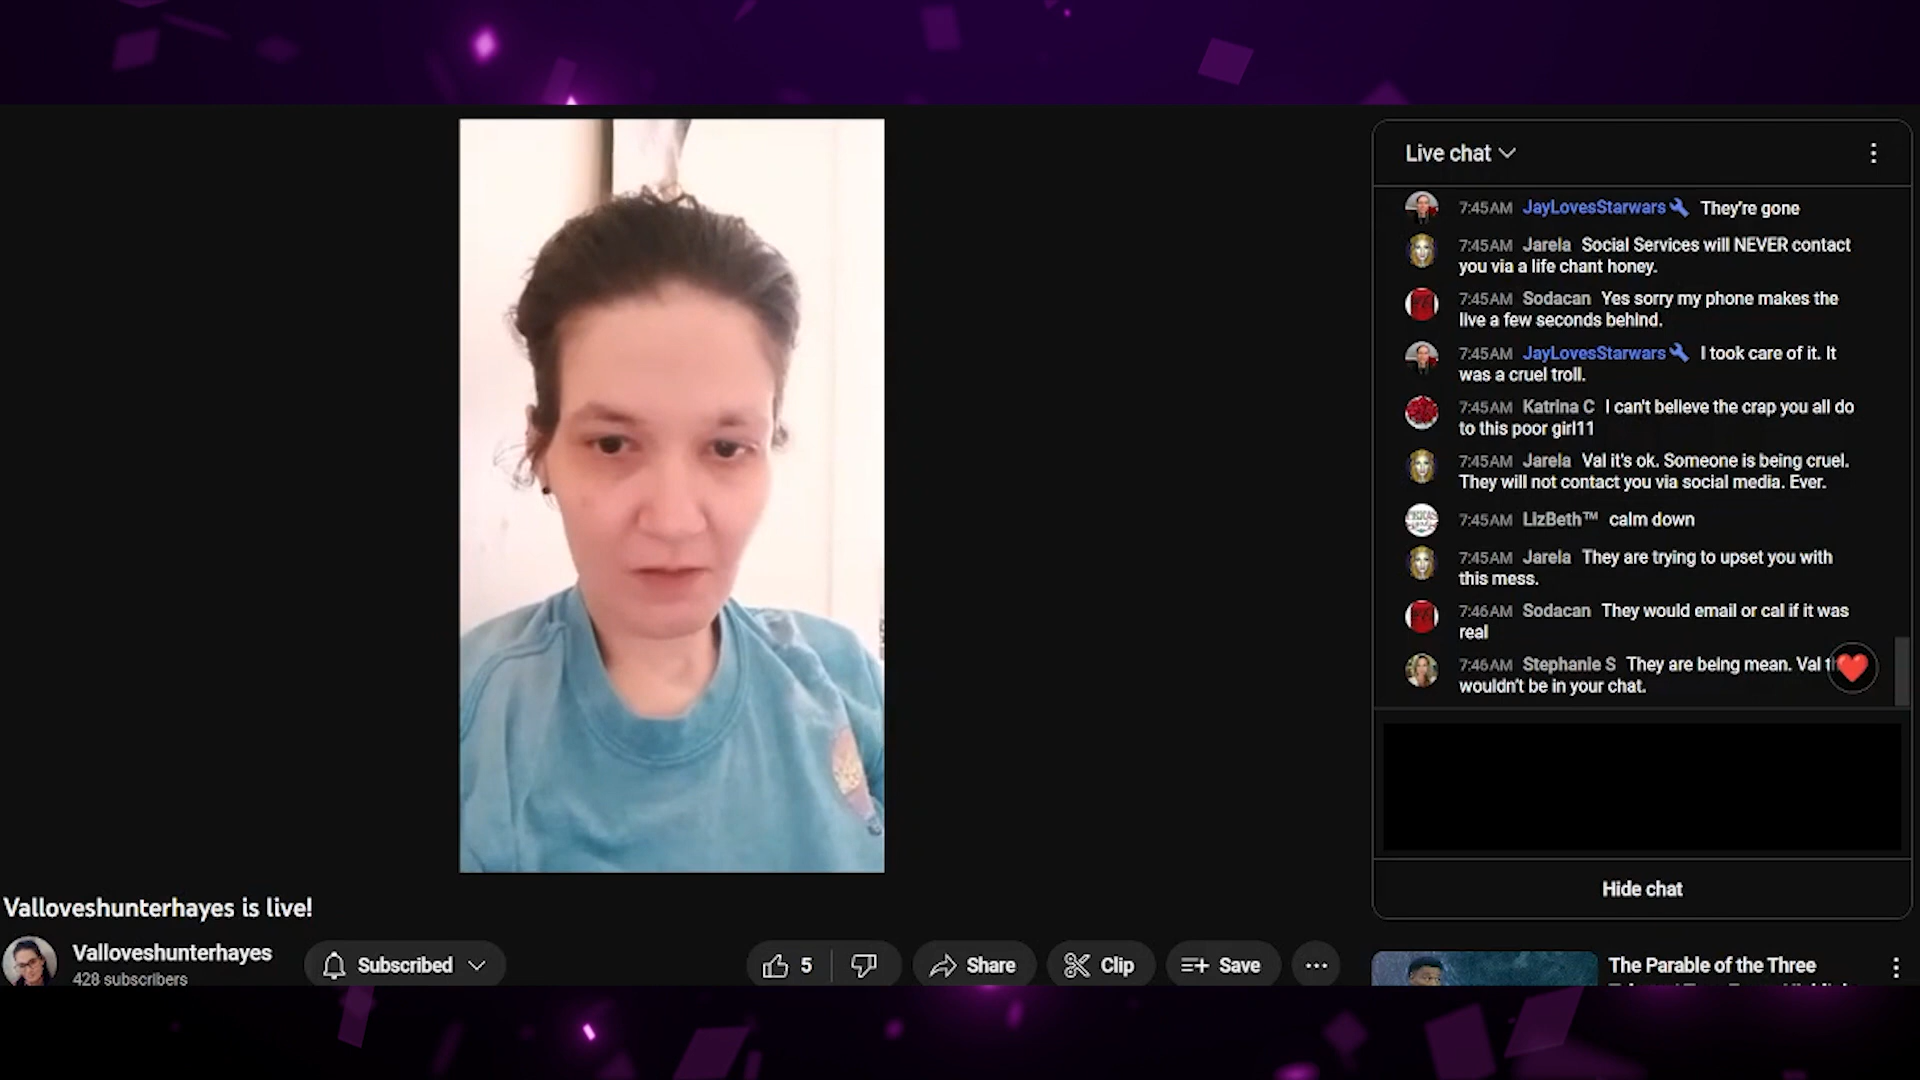 Live chat
7:45AM JayLovesStarwars They're gone
7:45AM Jarela Social Services will NEVER contact
you via a life chant honey.
7:45AM Sodacan Yes sorry my phone makes the
live a few seconds behind.
7:45AM JayLovesStarwars I took care of it. It
was a cruel troll.
7:45AM Katrina C I can't believe the crap you all do
to this poor girl11
7:45AM Jarela Val it's ok. Someone is being cruel.
They will not contact you via social media. Ever.
7:45AM LizBeth™ calm down
7:45AM Jarela They are trying to upset you with
this mess.
7:46AM Sodacan They would email or cal if it was
real
7:46AM Stephanie S They are being mean. Val
wouldn't be in your chat.
Hide chat
Valloveshunterhayes is live!
Valloveshunterhayes
428 subscribers
Subscribed
5
Share
Clip
Save
The Parable of the Three